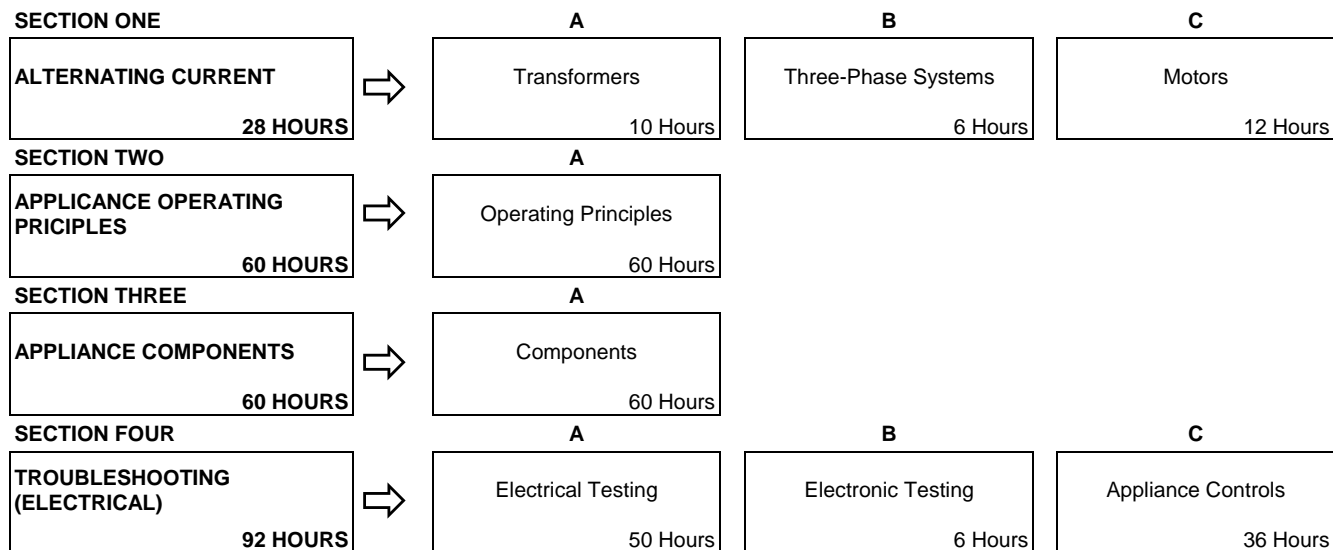 SECTION ONE A B C
ALTERNATING CURRENT Transformers Three-Phase Systems Motors
28 HOURS 10 Hours 6 Hours 12 Hours
SECTION TWO A
APPLICANCE OPERATING
PRICIPLES
Operating Principles
60 HOURS 60 Hours
SECTION THREE A
APPLIANCE COMPONENTS Components
60 HOURS 60 Hours
SECTION FOUR A B C
TROUBLESHOOTING
(ELECTRICAL)
Electrical Testing Electronic Testing Appliance Controls
92 HOURS 50 Hours 6 Hours 36 Hours